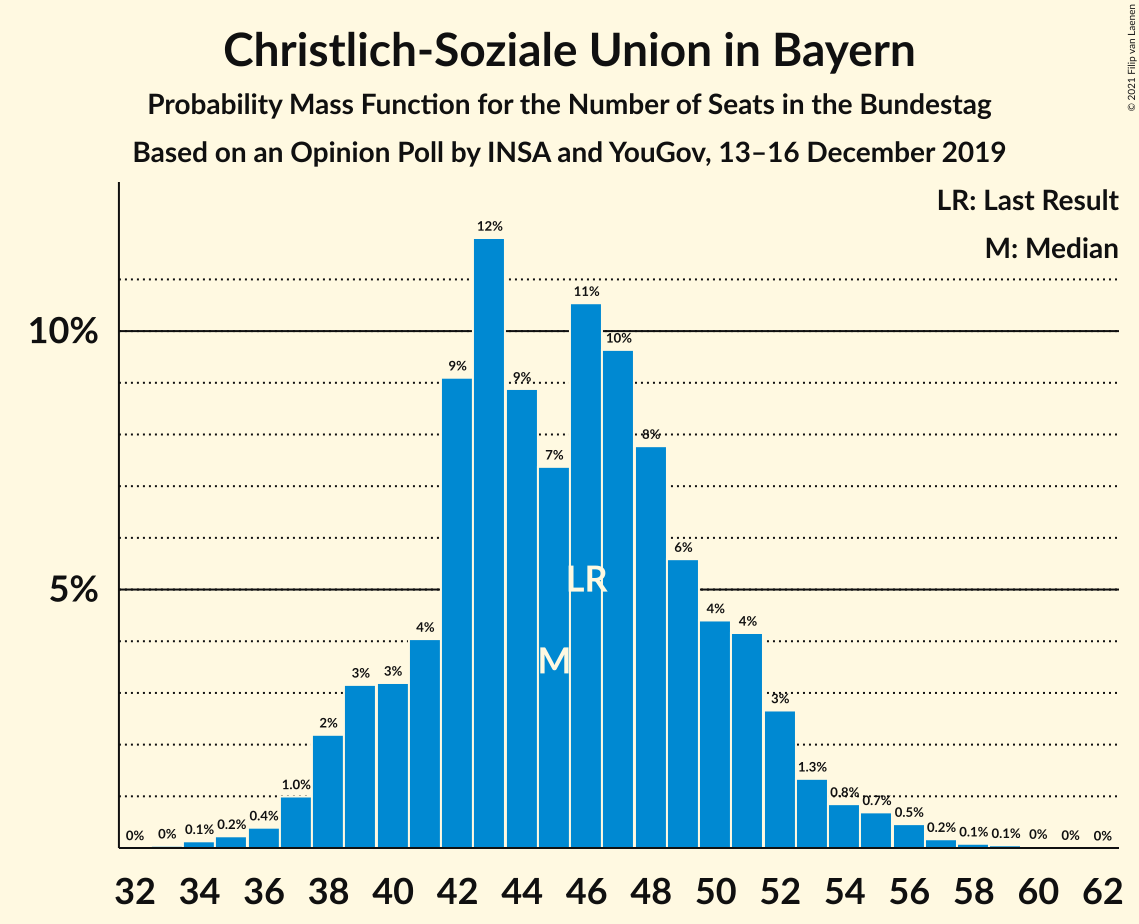 Christlich-Soziale Union in Bayern
Probability Mass Function for the Number of Seats in the Bundestag
Based on an Opinion Poll by INSA and YouGov, 13–16 December 2019
© 2021 Filip van Laenen
LR: Last Result
M: Median
10%
5%
0% 0% 0.1% 0.2% 0.4% 1.0% 2% 3% 3% 4% 9% 12% 9% 7% 11% 10% 8% 6% 4% 4% 3% 1.3% 0.8% 0.7% 0.5% 0.2% 0.1% 0.1% 0% 0% 0%
LR
M
32 34 36 38 40 42 44 46 48 50 52 54 56 58 60 62